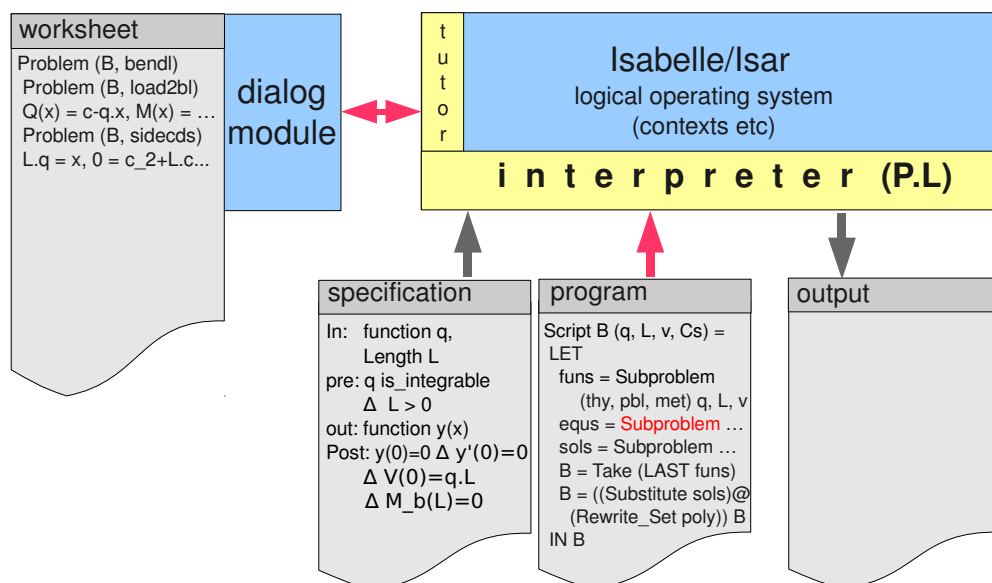 worksheet
Problem (B, bendl)
Problem (B, load2bl)
Q(x) = c-q.x, M(x) = …
Problem (B, sidecds)
L.q = x, 0 = c_2+L.c...
dialog
module
tutor
Isabelle/Isar
logical operating system
(contexts etc)
i n t e r p r e t e r (P.L)
specification
In: function q,
Length L
pre: q is_integrable
Δ L > 0
out: function y(x)
Post: y(0)=0 Δ y'(0)=0
Δ V(0)=q.L
Δ M_b(L)=0
program
Script B (q, L, v, Cs) =
LET
funs = Subproblem
(thy, pbl, met) q, L, v
equs = Subproblem …
sols = Subproblem …
B = Take (LAST funs)
B = ((Substitute sols)@
(Rewrite_Set poly)) B
IN B
output